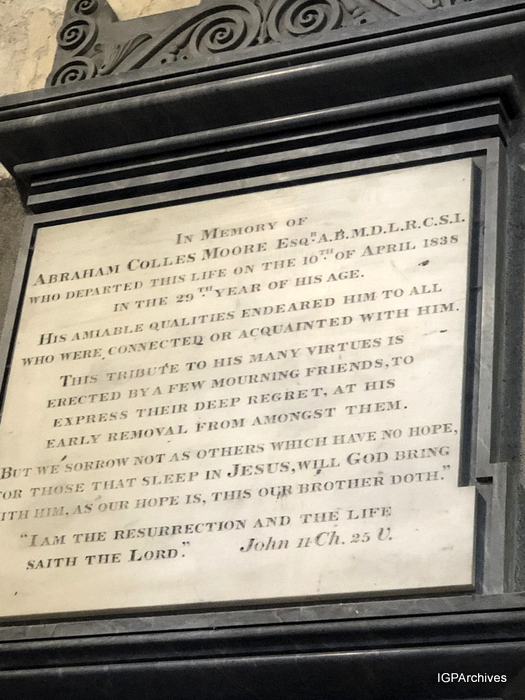 In Memory of
Abraham Colles Moore Esqr. A.B.M.D.L.R.C.S.I.
who departed this life on the 10th of April 1838
in the 29th year of his age.
His amiable qualities endeared him to all
who were connected or acquainted with him.
This tribute to his many virtues is
erected by a few mourning friends, to
express their deep regret, at his
early removal from amongst them.
But we sorrow not as others which have no hope,
for those that sleep in Jesus, will God bring
with him, as our hope is, this our brother doth."
"I am the resurrection and the life
saith the Lord." John 11 Ch. 25 V.
IGPArchives